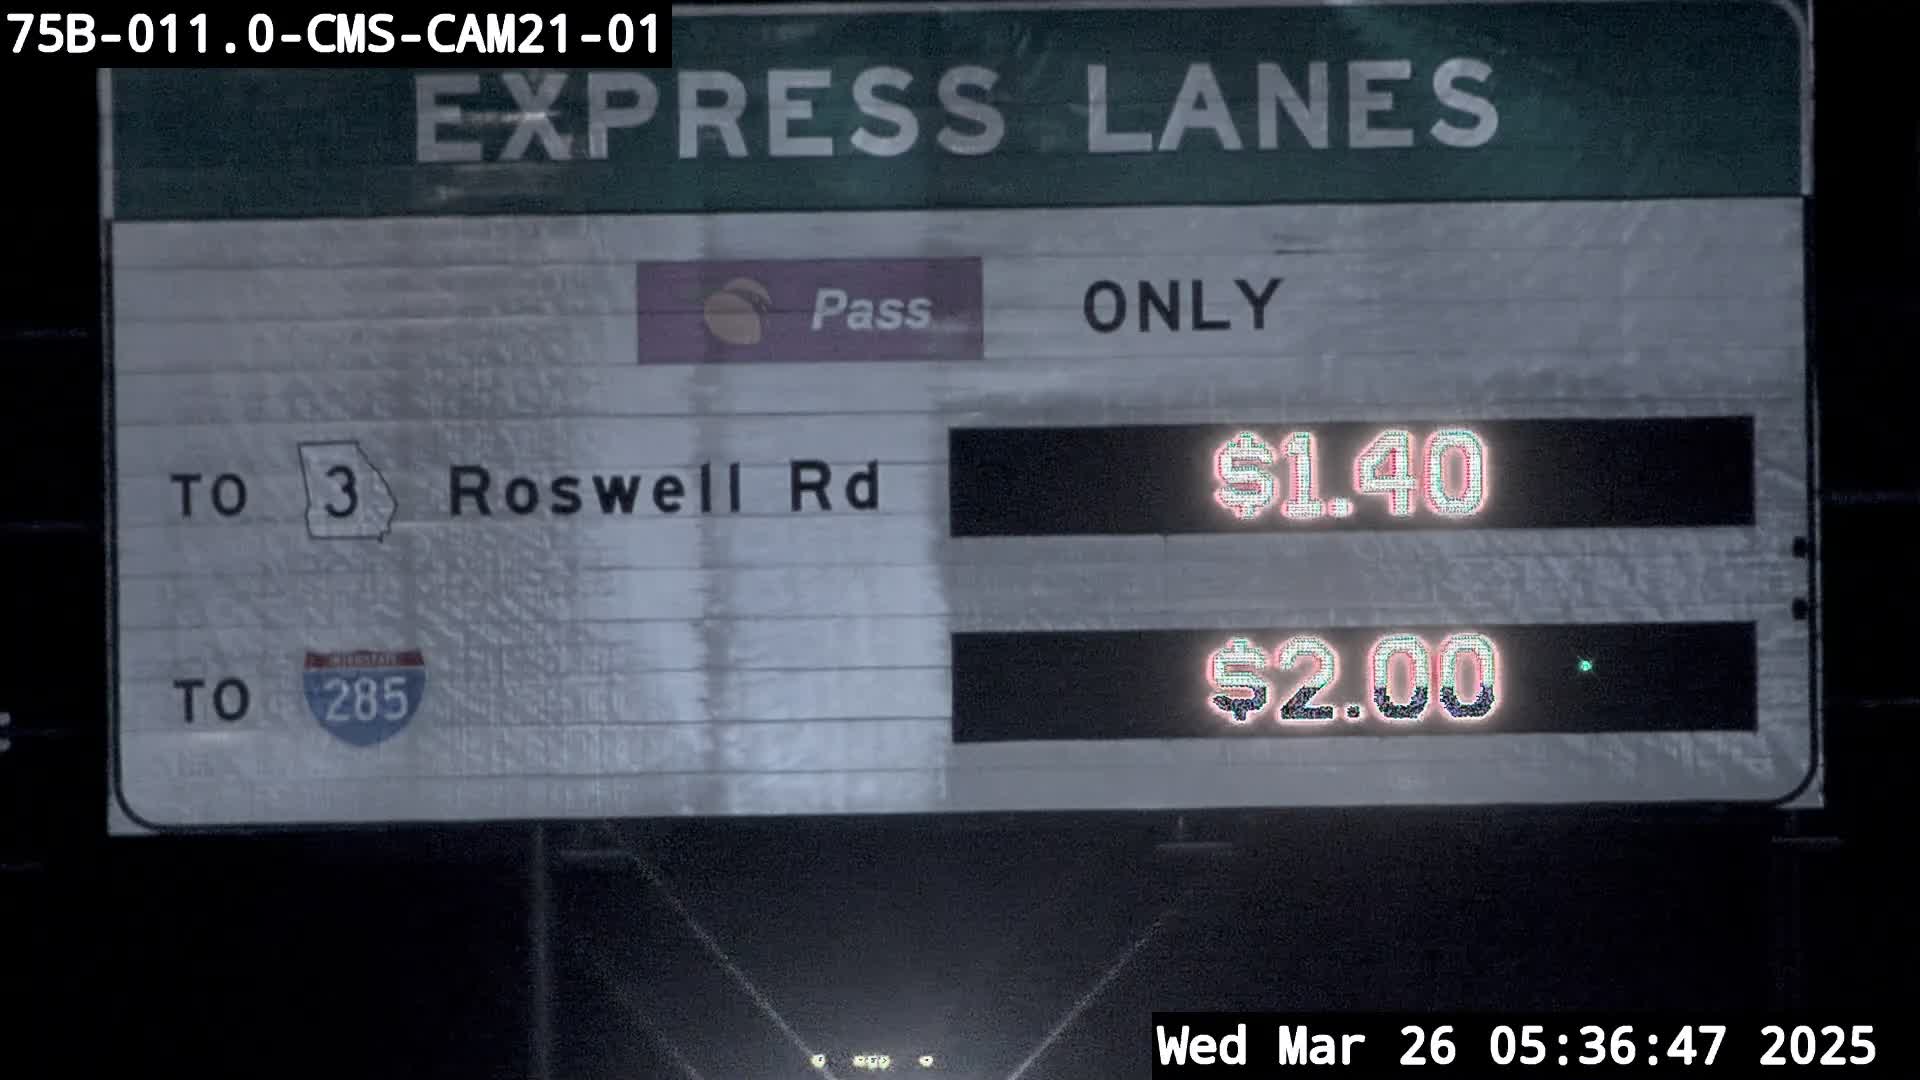 75B-011.0-CMS-CAM21-01
EXPRESS LANES
Pass ONLY
TO 3 Roswell Rd $1.40
INTERSTATE
TO 285 $2.00
Wed Mar 26 05:36:47 2025